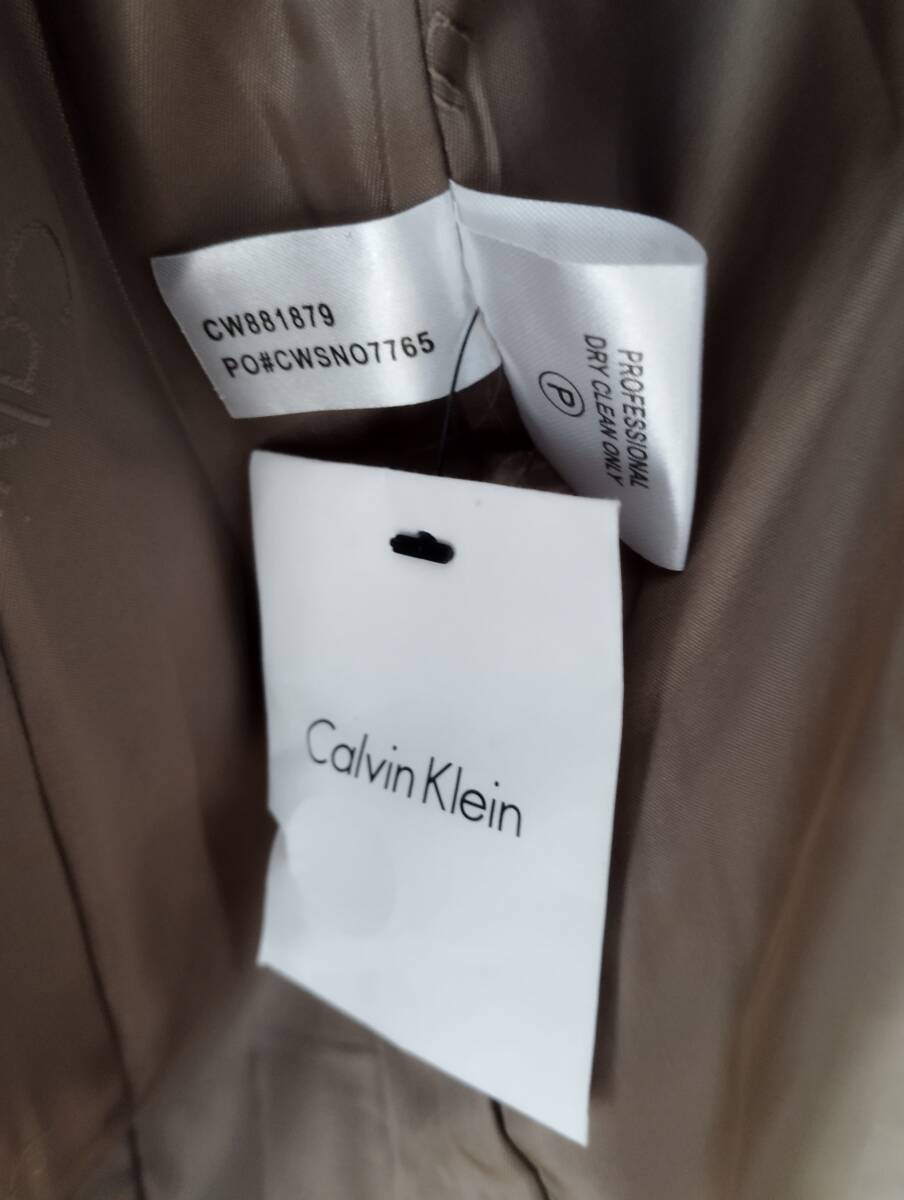 CW881879
PO#CWSNO7765
PROFESSIONAL
DRY CLEAN ONLY
P
Calvin Klein